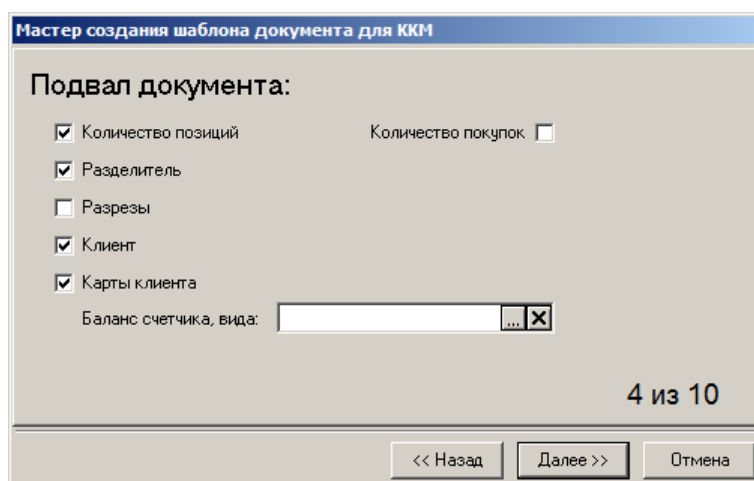 Мастер создания шаблона документа для ККМ
Подвал документа:
Количество позиций Количество покупок
Разделитель
Разрезы
Клиент
Карты клиента
Баланс счетчика, вида: ...
4 из 10
<< Назад Далее >> Отмена